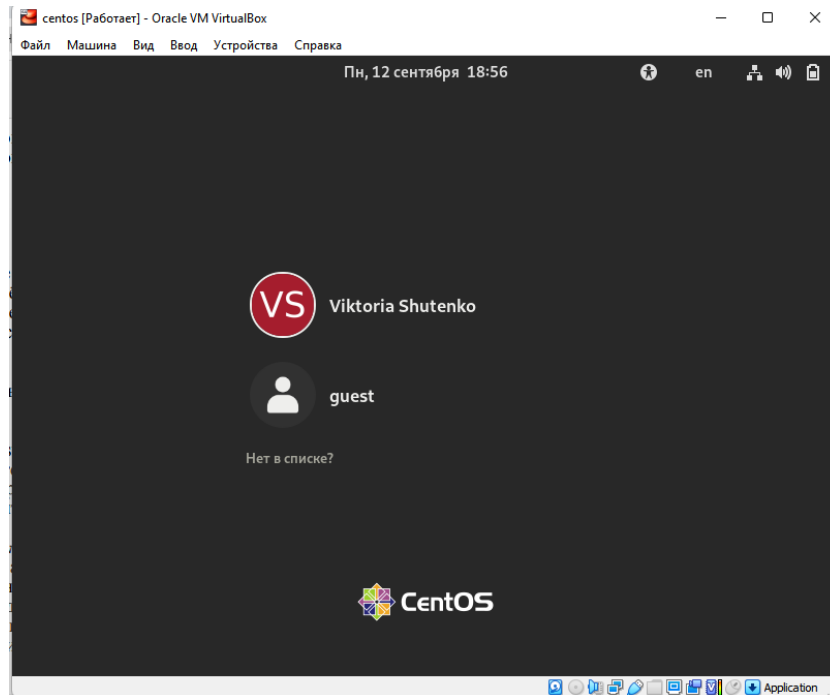 centos [Работает] - Oracle VM VirtualBox
Файл Машина Вид Ввод Устройства Справка
Пн, 12 сентября 18:56 en
VS Viktoria Shutenko
guest
Нет в списке?
CentOS
Application